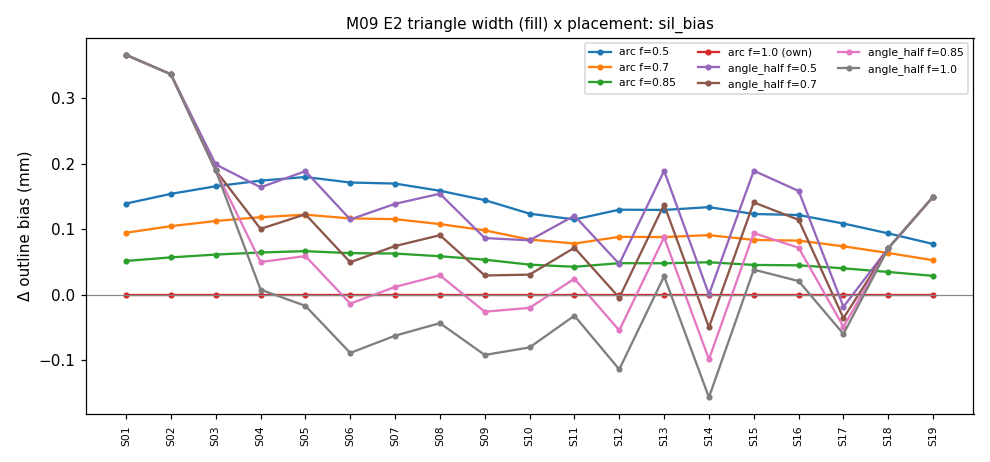 M09 E2 triangle width (fill) x placement: sil_bias
arc f=0.5
arc f=0.7
arc f=0.85
arc f=1.0 (own)
angle_half f=0.5
angle_half f=0.7
angle_half f=0.85
angle_half f=1.0
Δ outline bias (mm)
0.3
0.2
0.1
0.0
−0.1
S01
S02
S03
S04
S05
S06
S07
S08
S09
S10
S11
S12
S13
S14
S15
S16
S17
S18
S19